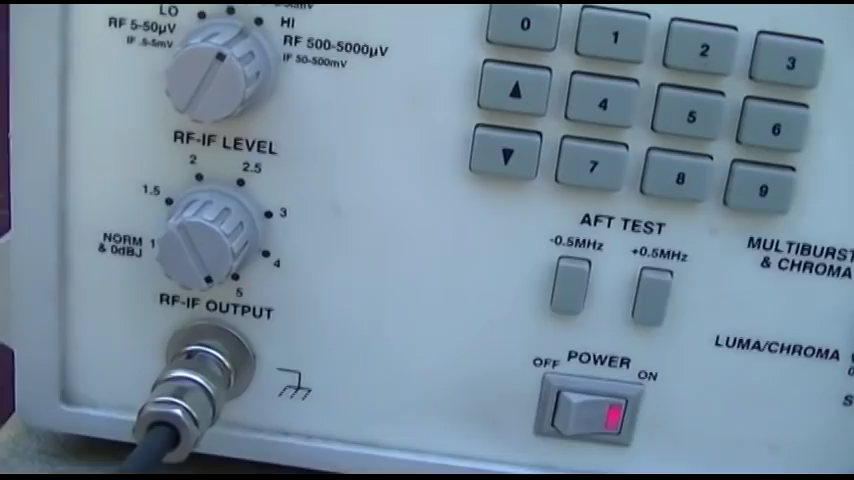 LO
HI
RF 5-50µV
IF .5-5mV
RF 500-5000µV
IF 50-500mV
RF-IF LEVEL
2
2.5
1.5
3
NORM
& 0dBJ
1
4
5
RF-IF OUTPUT
0
1
2
3
4
5
6
7
8
9
AFT TEST
-0.5MHz
+0.5MHz
MULTIBURST
& CHROMA
LUMA/CHROMA
POWER
OFF
ON